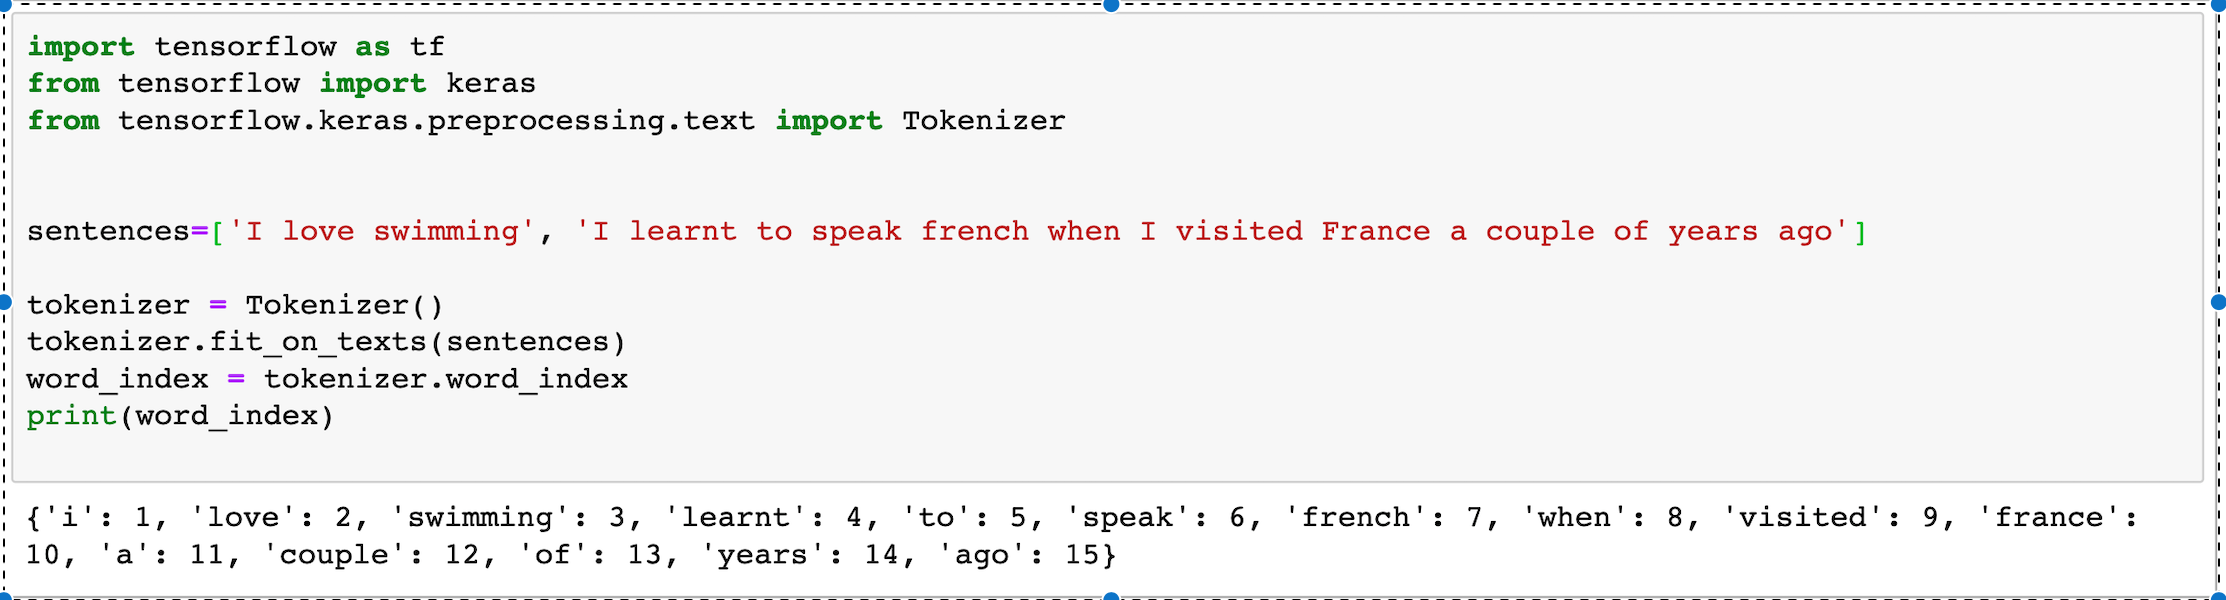 import tensorflow as tf
from tensorflow import keras
from tensorflow.keras.preprocessing.text import Tokenizer
sentences=['I love swimming', 'I learnt to speak french when I visited France a couple of years ago']
tokenizer = Tokenizer()
tokenizer.fit_on_texts(sentences)
word_index = tokenizer.word_index
print(word_index)
{'i': 1, 'love': 2, 'swimming': 3, 'learnt': 4, 'to': 5, 'speak': 6, 'french': 7, 'when': 8, 'visited': 9, 'france':
10, 'a': 11, 'couple': 12, 'of': 13, 'years': 14, 'ago': 15}